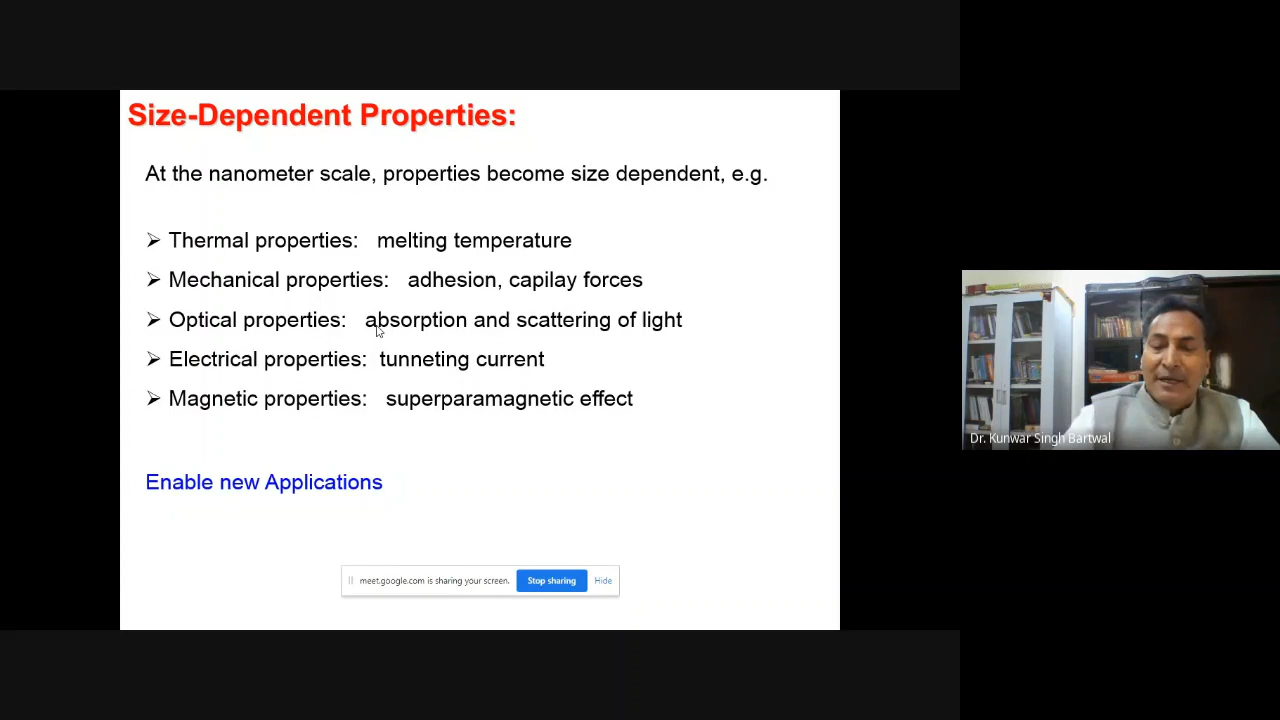 Size-Dependent Properties:
At the nanometer scale, properties become size dependent, e.g.
➢ Thermal properties: melting temperature
➢ Mechanical properties: adhesion, capilay forces
➢ Optical properties: absorption and scattering of light
➢ Electrical properties: tunneting current
➢ Magnetic properties: superparamagnetic effect
Enable new Applications
meet.google.com is sharing your screen. Stop sharing Hide
Dr. Kunwar Singh Bartwal